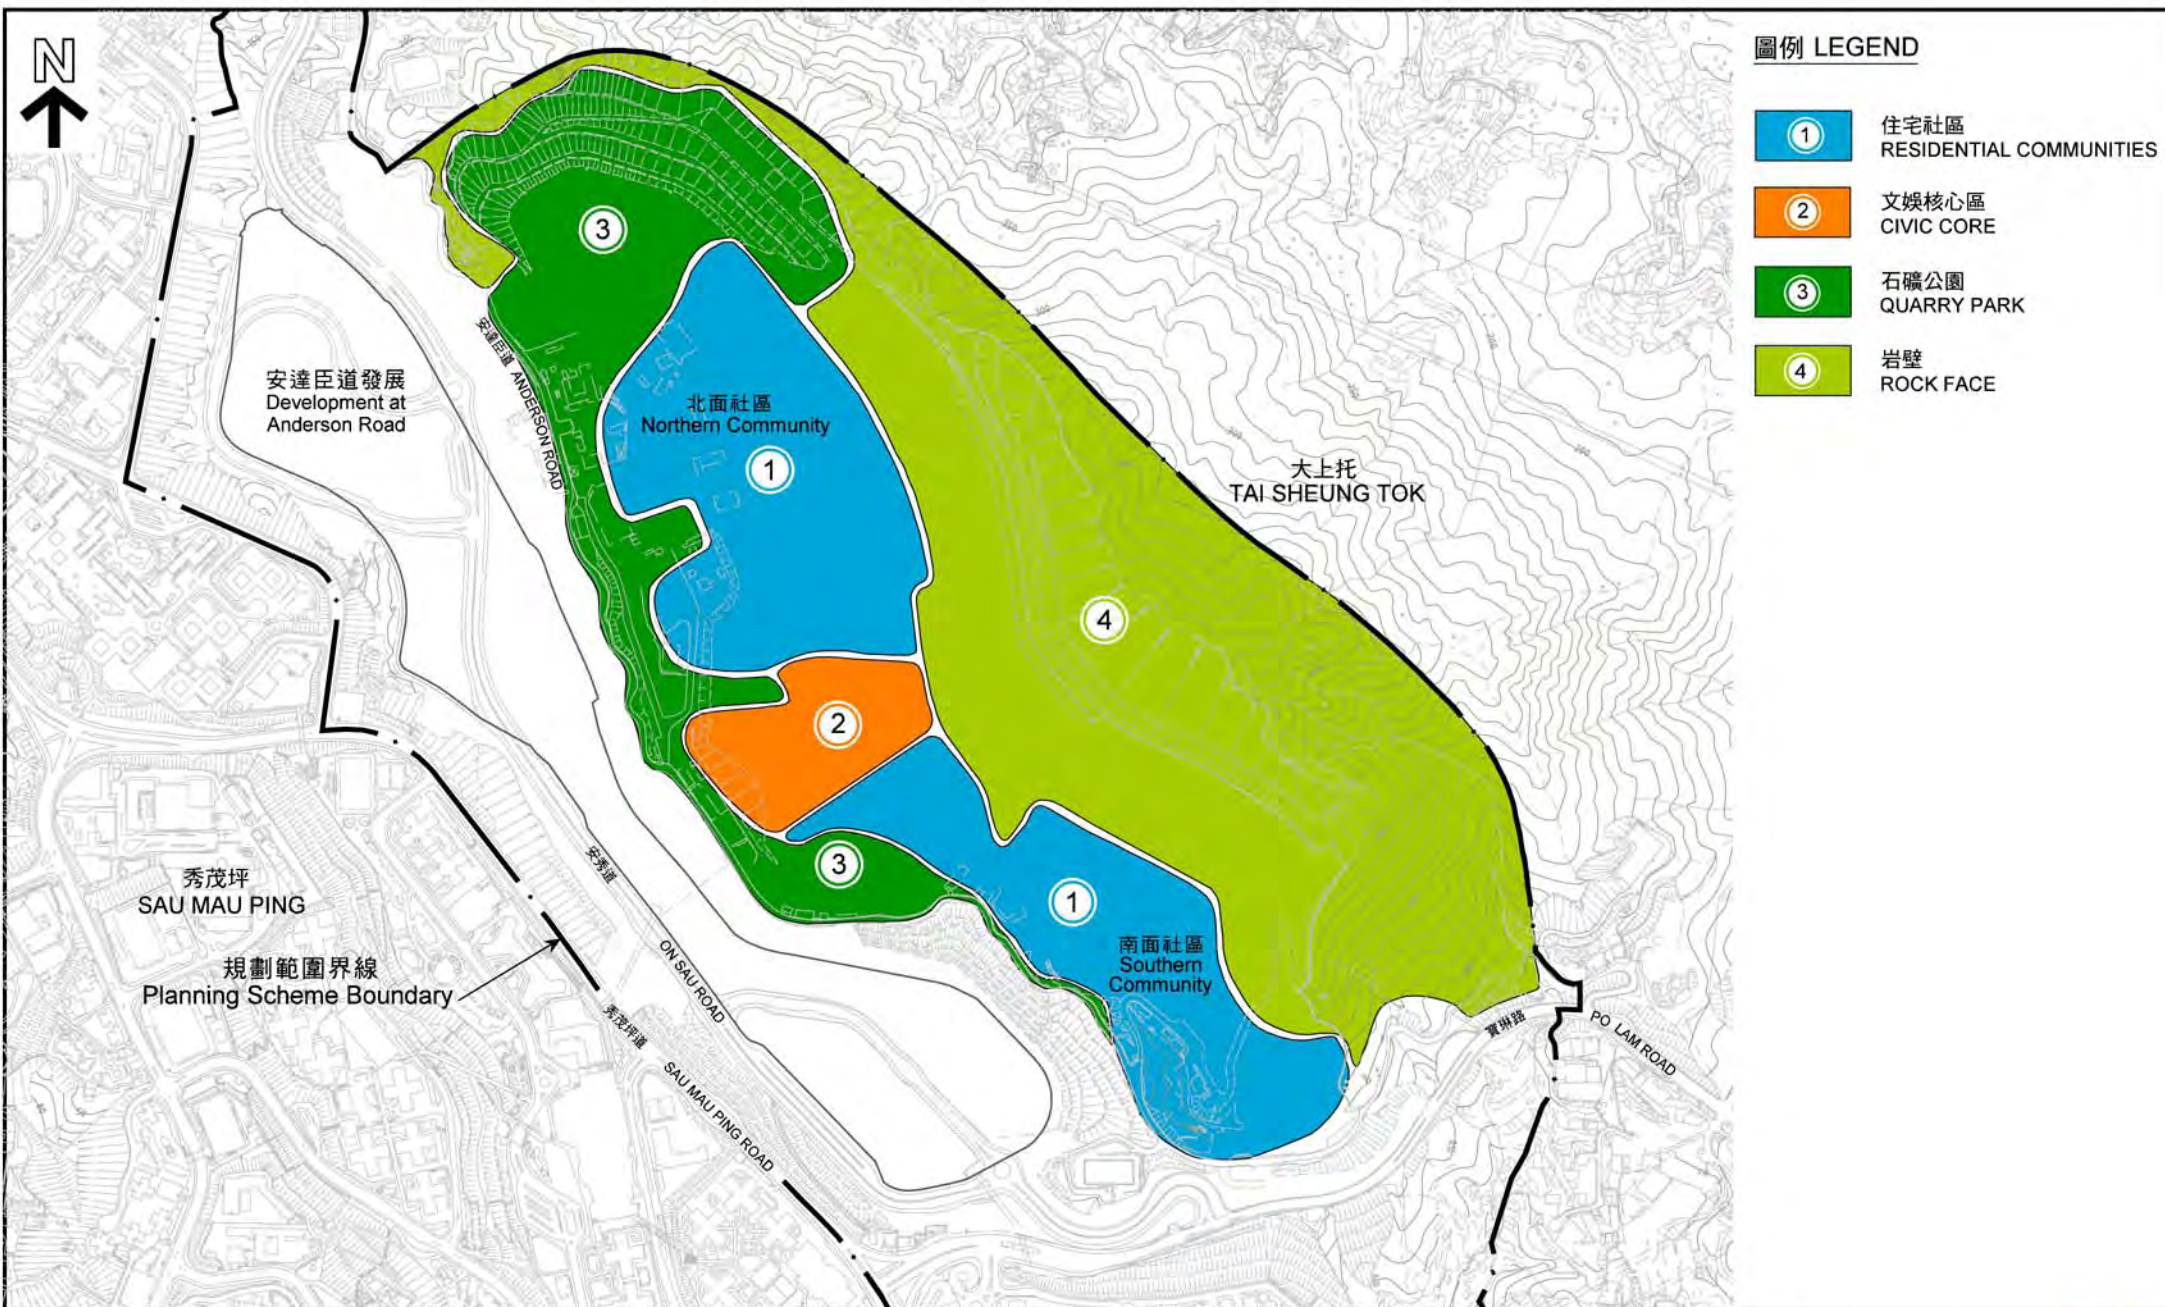 N
圖例 LEGEND
1
住宅社區
RESIDENTIAL COMMUNITIES
2
文娛核心區
CIVIC CORE
3
石礦公園
QUARRY PARK
4
岩壁
ROCK FACE
3
安達臣道 ANDERSON ROAD
安達臣道發展
Development at
Anderson Road
北面社區
Northern Community
1
大上托
TAI SHEUNG TOK
4
2
3
秀茂坪
SAU MAU PING
安秀道
ON SAU ROAD
1
南面社區
Southern
Community
規劃範圍界線
Planning Scheme Boundary
秀茂坪道
SAU MAU PING ROAD
寶琳路
PO LAM ROAD